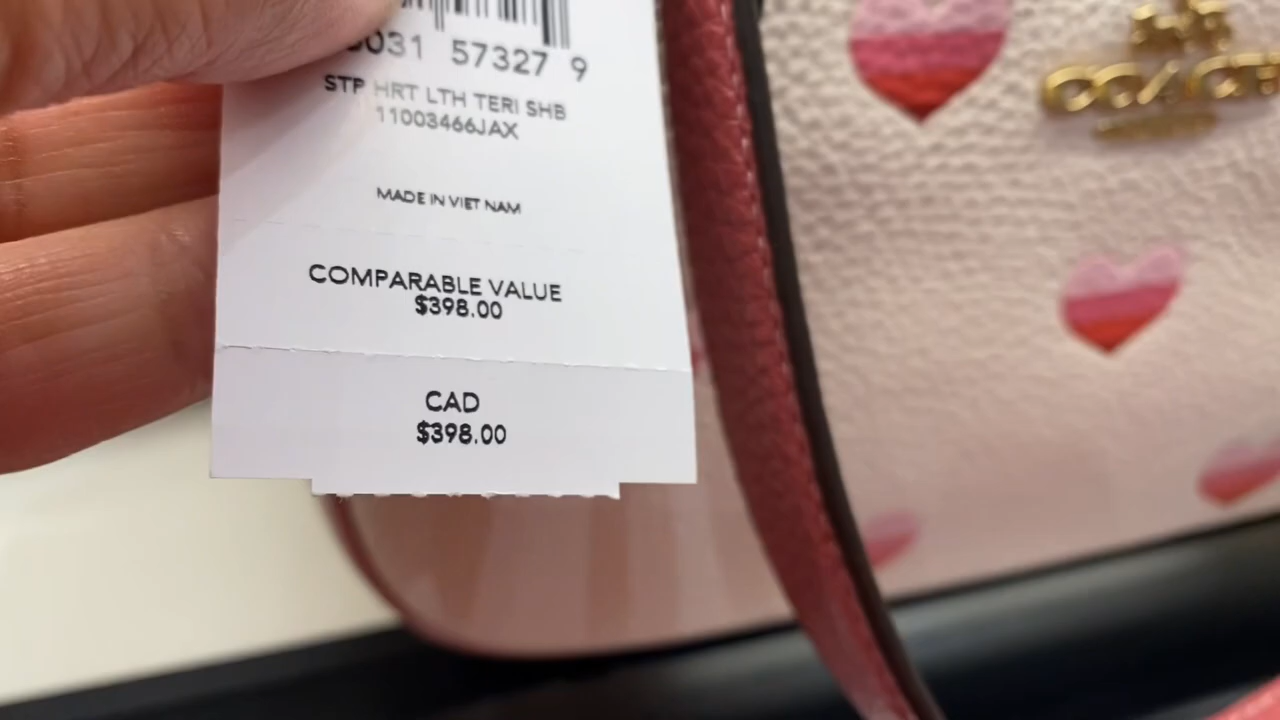 031 57327 9
STP HRT LTH TERI SHB
11003466JAX
MADE IN VIET NAM
COMPARABLE VALUE
$398.00
CAD
$398.00
COACH